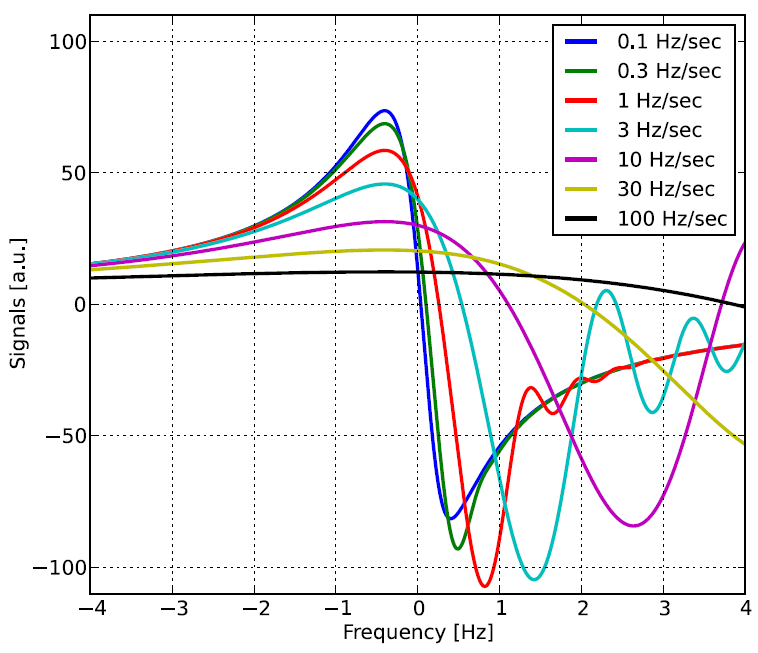 100
50
0
−50
−100
Signals [a.u.]
0.1 Hz/sec
0.3 Hz/sec
1 Hz/sec
3 Hz/sec
10 Hz/sec
30 Hz/sec
100 Hz/sec
−4 −3 −2 −1 0 1 2 3 4
Frequency [Hz]